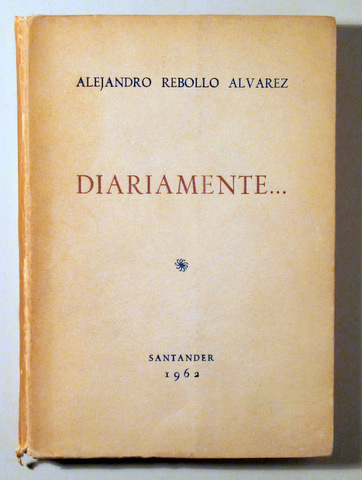 ALEJANDRO REBOLLO ALVAREZ
DIARIAMENTE...
SANTANDER
1962